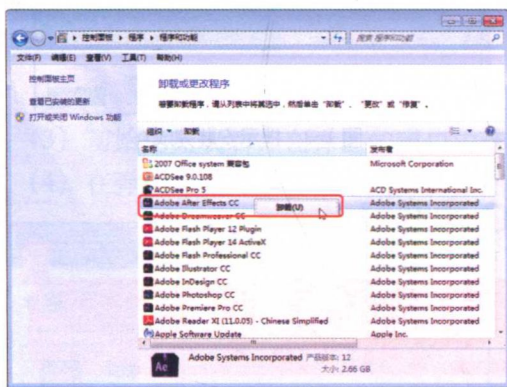 控制面板 ▸ 程序 ▸ 程序和功能
搜索 程序和功能
文件(F) 编辑(E) 查看(V) 工具(T) 帮助(H)
控制面板主页
查看已安装的更新
打开或关闭 Windows 功能
卸载或更改程序
若要卸载程序，请从列表中将其选中，然后单击“卸载”、“更改”或“修复”。
组织 卸载
名称 发布者
2007 Office system 兼容包 Microsoft Corporation
ACDSee 9.0.108
ACDSee Pro 5 ACD Systems International Inc.
Adobe After Effects CC 卸载(U) Adobe Systems Incorporated
Adobe Dreamweaver CC Adobe Systems Incorporated
Adobe Flash Player 12 Plugin Adobe Systems Incorporated
Adobe Flash Player 14 ActiveX Adobe Systems Incorporated
Adobe Flash Professional CC Adobe Systems Incorporated
Adobe Illustrator CC Adobe Systems Incorporated
Adobe InDesign CC Adobe Systems Incorporated
Adobe Photoshop CC Adobe Systems Incorporated
Adobe Premiere Pro CC Adobe Systems Incorporated
Adobe Reader XI (11.0.05) - Chinese Simplified Adobe Systems Incorporated
Apple Software Update Apple Inc.
Ae Adobe Systems Incorporated 产品版本: 12
大小: 2.66 GB